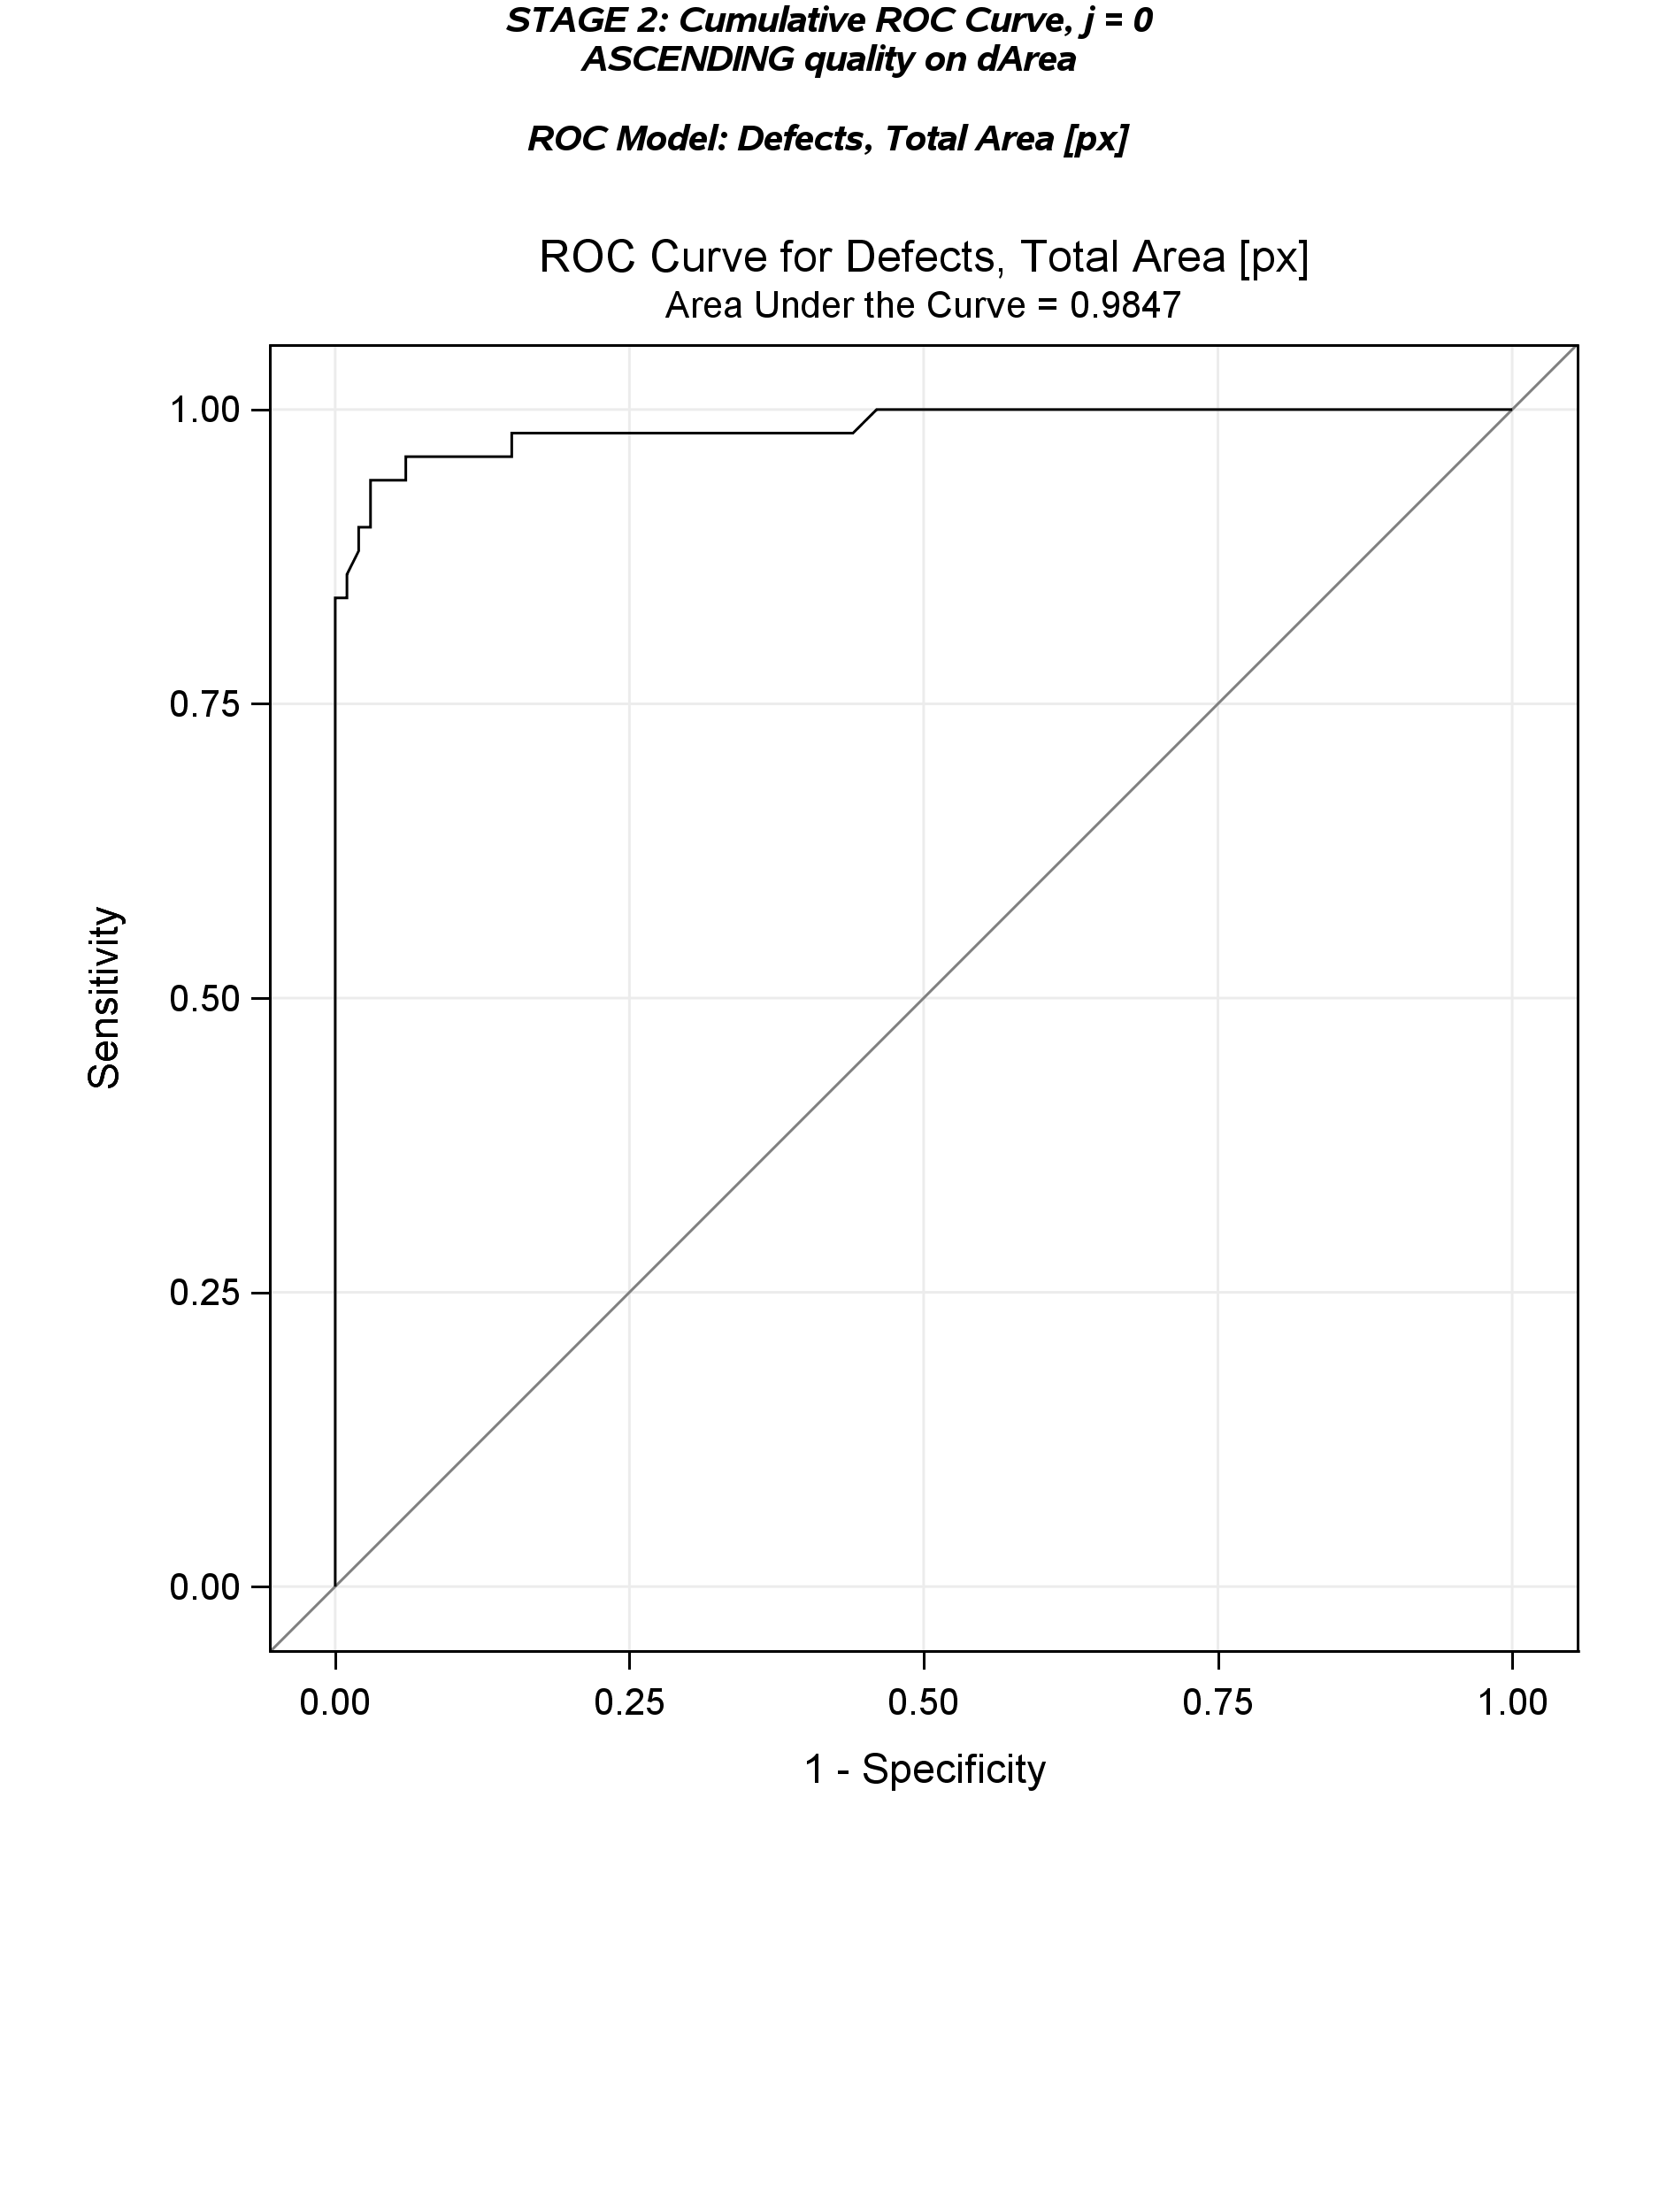 STAGE 2: Cumulative ROC Curve, j = 0
ASCENDING quality on dArea
ROC Model: Defects, Total Area [px]
ROC Curve for Defects, Total Area [px]
Area Under the Curve = 0.9847
1.00
0.75
0.50
0.25
0.00
Sensitivity
0.00 0.25 0.50 0.75 1.00
1 - Specificity